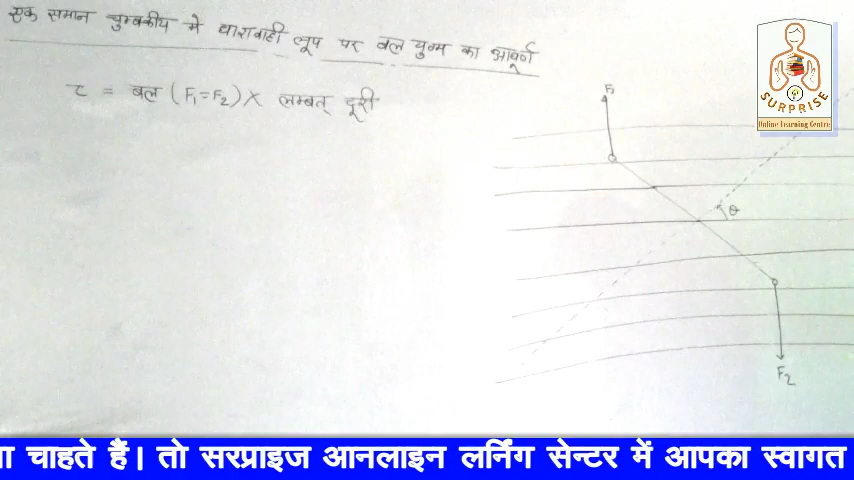 एक समान चुम्बकीय मे धारावाही लूप पर बल युग्म का आघूर्ण
τ = बल (F₁=F₂) X लम्बत् दूरी
F₁
θ
F₂
SURPRISE
Online Learning Centre
ा चाहते हैं। तो सरप्राइज आनलाइन लर्निंग सेन्टर में आपका स्वागत